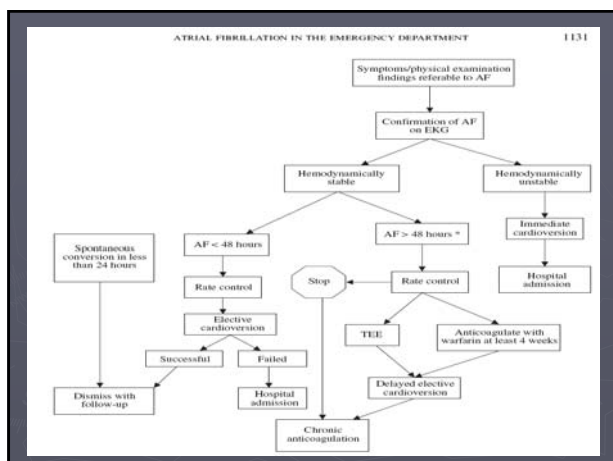 ATRIAL FIBRILLATION IN THE EMERGENCY DEPARTMENT
1131
Symptoms/physical examination
findings referable to AF
Confirmation of AF
on EKG
Hemodynamically
stable
Hemodynamically
unstable
Spontaneous
conversion in less
than 24 hours
AF < 48 hours
AF > 48 hours *
Immediate
cardioversion
Rate control
Stop
Rate control
Hospital
admission
Elective
cardioversion
TEE
Anticoagulate with
warfarin at least 4 weeks
Successful
Failed
Dismiss with
follow-up
Hospital
admission
Delayed elective
cardioversion
Chronic
anticoagulation